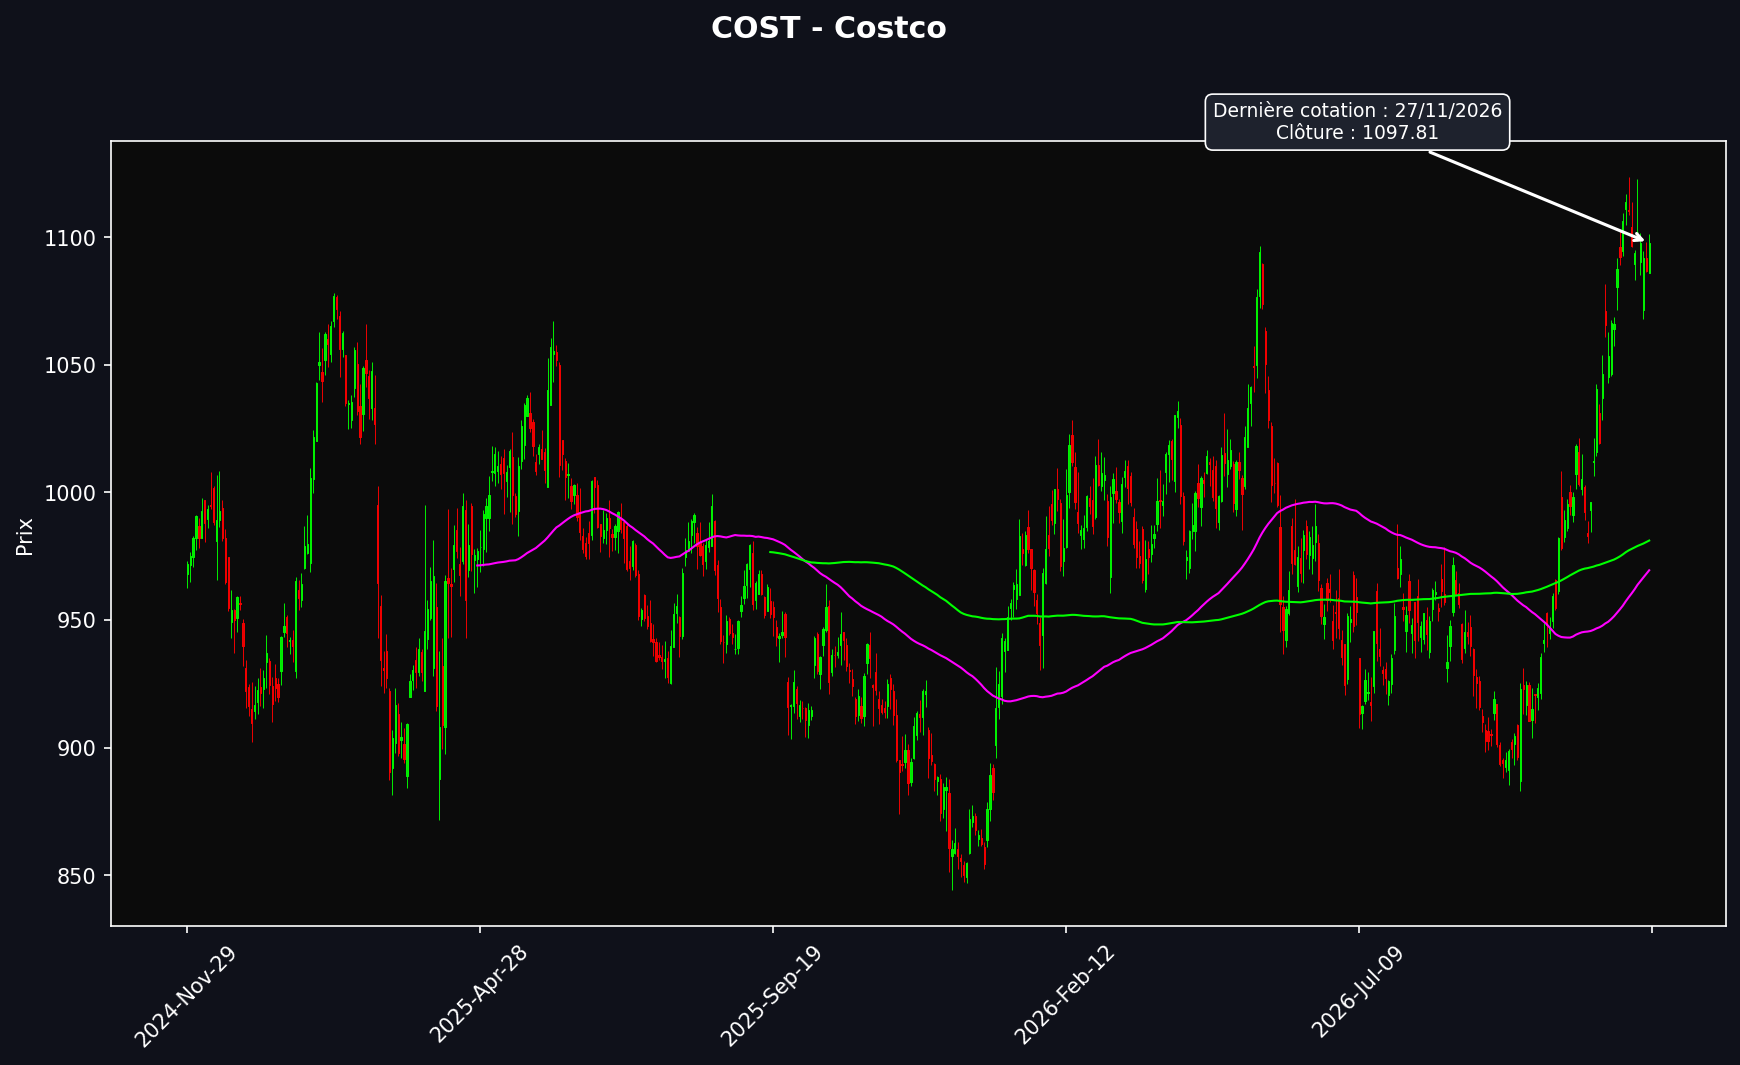 COST - Costco
Dernière cotation : 27/11/2026
Clôture : 1097.81
Prix
1100
1050
1000
950
900
850
2024-Nov-29
2025-Apr-28
2025-Sep-19
2026-Feb-12
2026-Jul-09